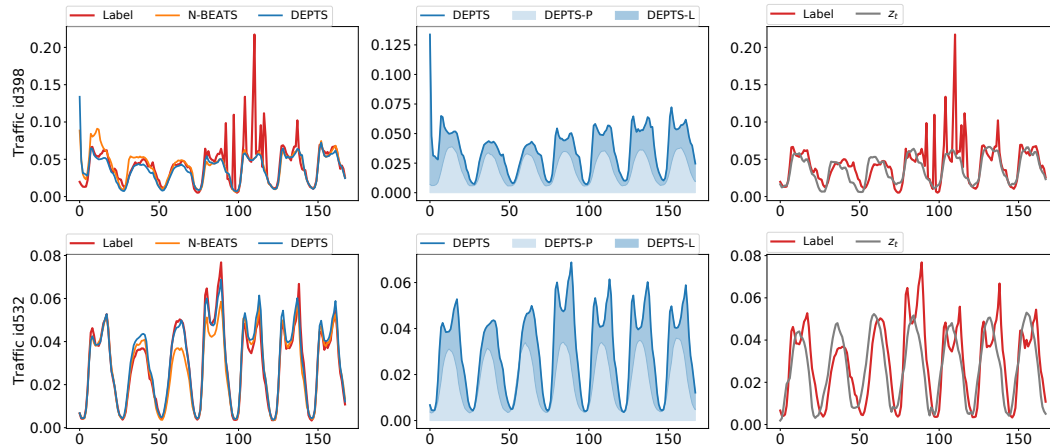 Label N-BEATS DEPTS
DEPTS DEPTS-P DEPTS-L
Label z_t
Traffic id398
0.20
0.15
0.10
0.05
0.00
0 50 100 150
0.125
0.100
0.075
0.050
0.025
0.000
0 50 100 150
0.20
0.15
0.10
0.05
0.00
0 50 100 150
Label N-BEATS DEPTS
DEPTS DEPTS-P DEPTS-L
Label z_t
Traffic id532
0.08
0.06
0.04
0.02
0.00
0 50 100 150
0.06
0.04
0.02
0.00
0 50 100 150
0.08
0.06
0.04
0.02
0.00
0 50 100 150